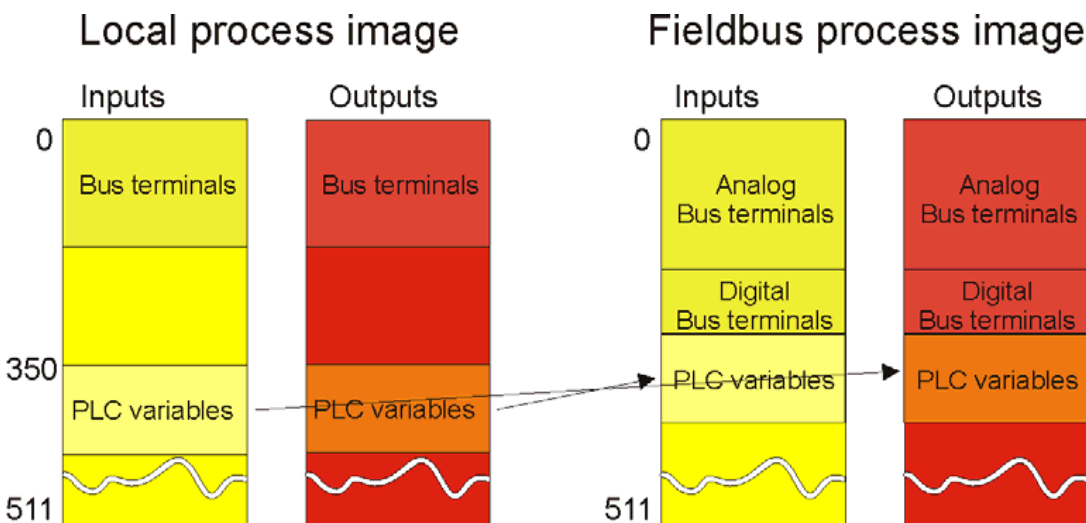 Local process image
Fieldbus process image
Inputs
Outputs
Inputs
Outputs
0
0
Bus terminals
Bus terminals
Analog
Bus terminals
Analog
Bus terminals
Digital
Bus terminals
Digital
Bus terminals
350
PLC variables
PLC variables
PLC variables
PLC variables
511
511